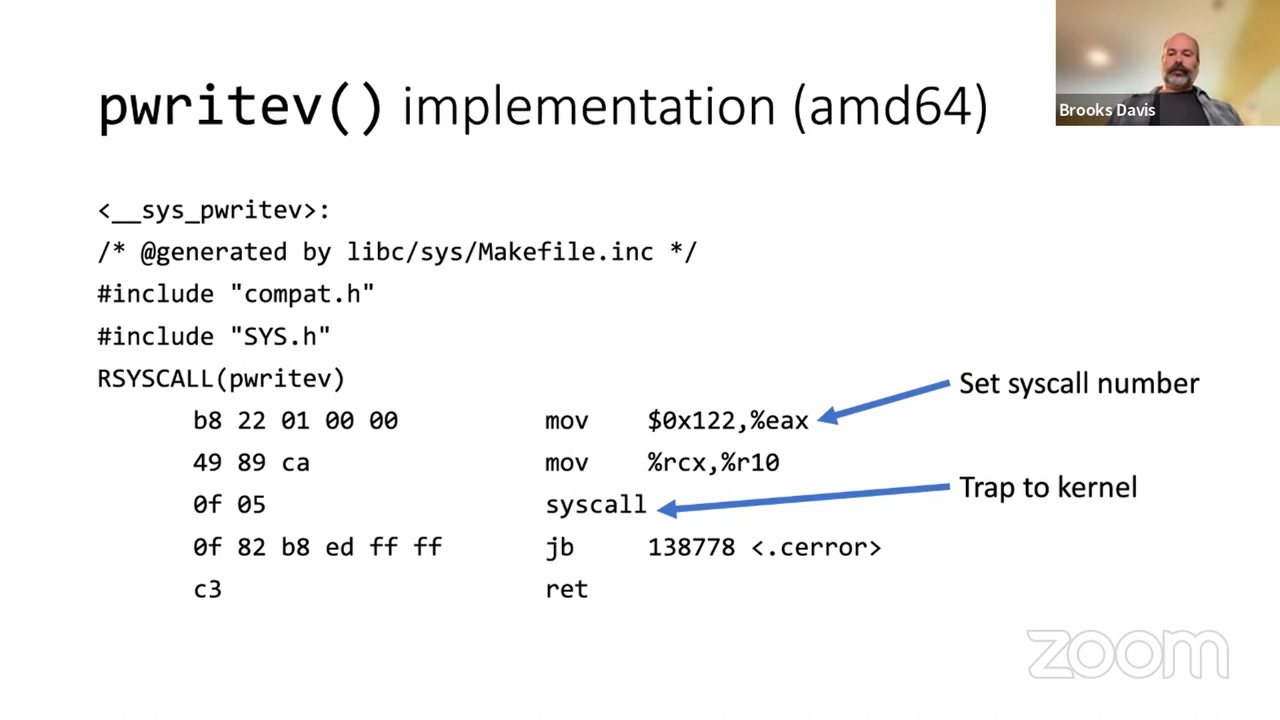 pwritev() implementation (amd64)
Brooks Davis
<__sys_pwritev>:
/* @generated by libc/sys/Makefile.inc */
#include "compat.h"
#include "SYS.h"
RSYSCALL(pwritev)
Set syscall number
b8 22 01 00 00 mov $0x122,%eax
49 89 ca mov %rcx,%r10
Trap to kernel
0f 05 syscall
0f 82 b8 ed ff ff jb 138778 <.cerror>
c3 ret
zoom